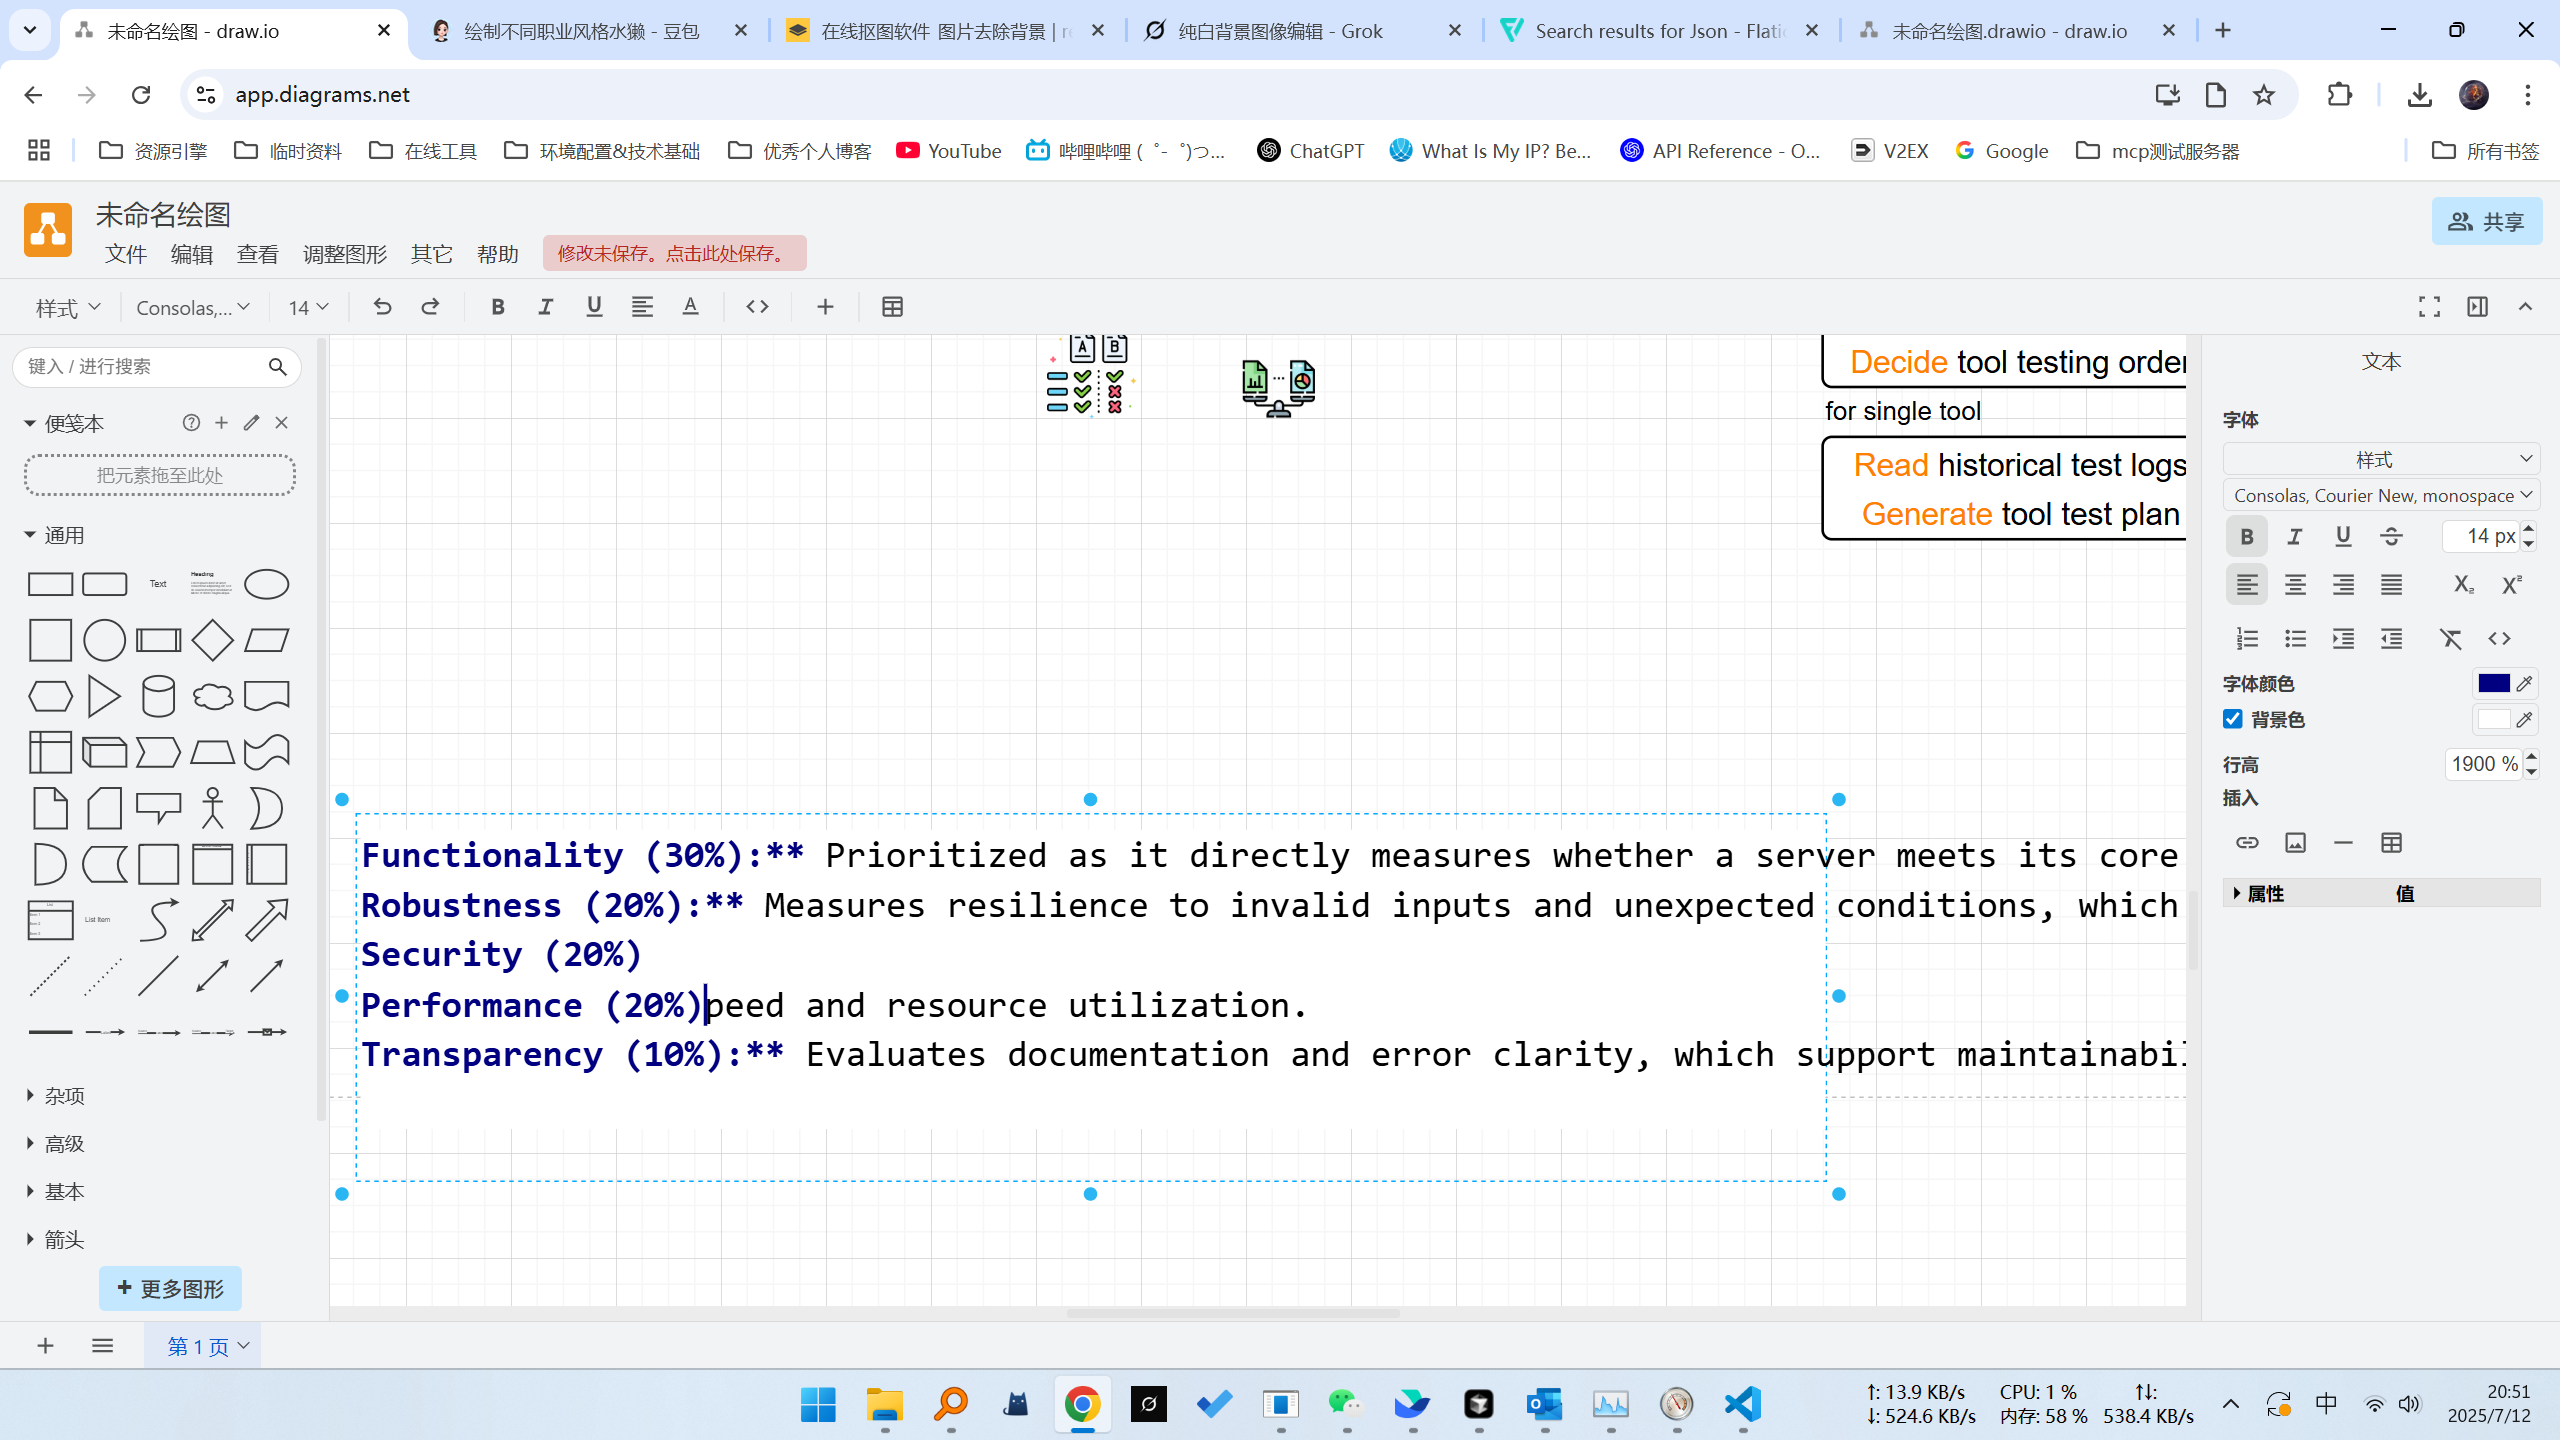 未命名绘图 - draw.io
绘制不同职业风格水獭 - 豆包
在线抠图软件 图片去除背景 | re
纯白背景图像编辑 - Grok
Search results for Json - Flatic
未命名绘图.drawio - draw.io
app.diagrams.net
资源引擎
临时资料
在线工具
环境配置&技术基础
优秀个人博客
YouTube
哔哩哔哩 ( ゜- ゜)つ...
ChatGPT
What Is My IP? Be...
API Reference - O...
V2EX
Google
mcp测试服务器
所有书签
未命名绘图
文件 编辑 查看 调整图形 其它 帮助
修改未保存。点击此处保存。
共享
样式
Consolas,...
14
键入 / 进行搜索
便笺本
把元素拖至此处
通用
Text
Heading
List Item
杂项
高级
基本
箭头
+ 更多图形
A B
Decide tool testing order
for single tool
Read historical test logs
Generate tool test plan
Functionality (30%):** Prioritized as it directly measures whether a server meets its core
Robustness (20%):** Measures resilience to invalid inputs and unexpected conditions, which
Security (20%)
Performance (20%)peed and resource utilization.
Transparency (10%):** Evaluates documentation and error clarity, which support maintainabil
文本
字体
样式
Consolas, Courier New, monospace
14 px
字体颜色
背景色
行高
1900 %
插入
属性 值
第 1 页
↑: 13.9 KB/s
↓: 524.6 KB/s
CPU: 1 %
内存: 58 %
↑↓:
538.4 KB/s
中
20:51
2025/7/12